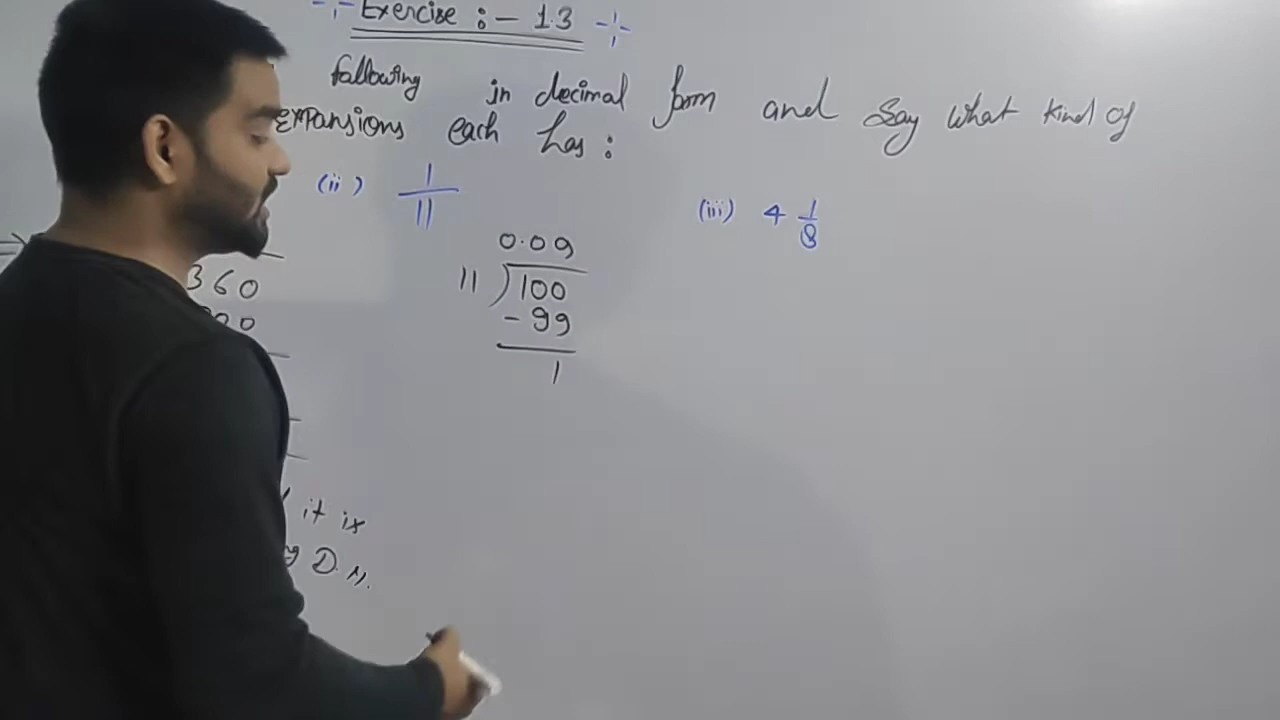 Exercise :- 1.3
following in decimal form and say what kind of
expansions each has :
(ii) 1/11
(iii) 4 1/8
0.09
11 ) 100
- 99
1
360
00
it is
D.N.